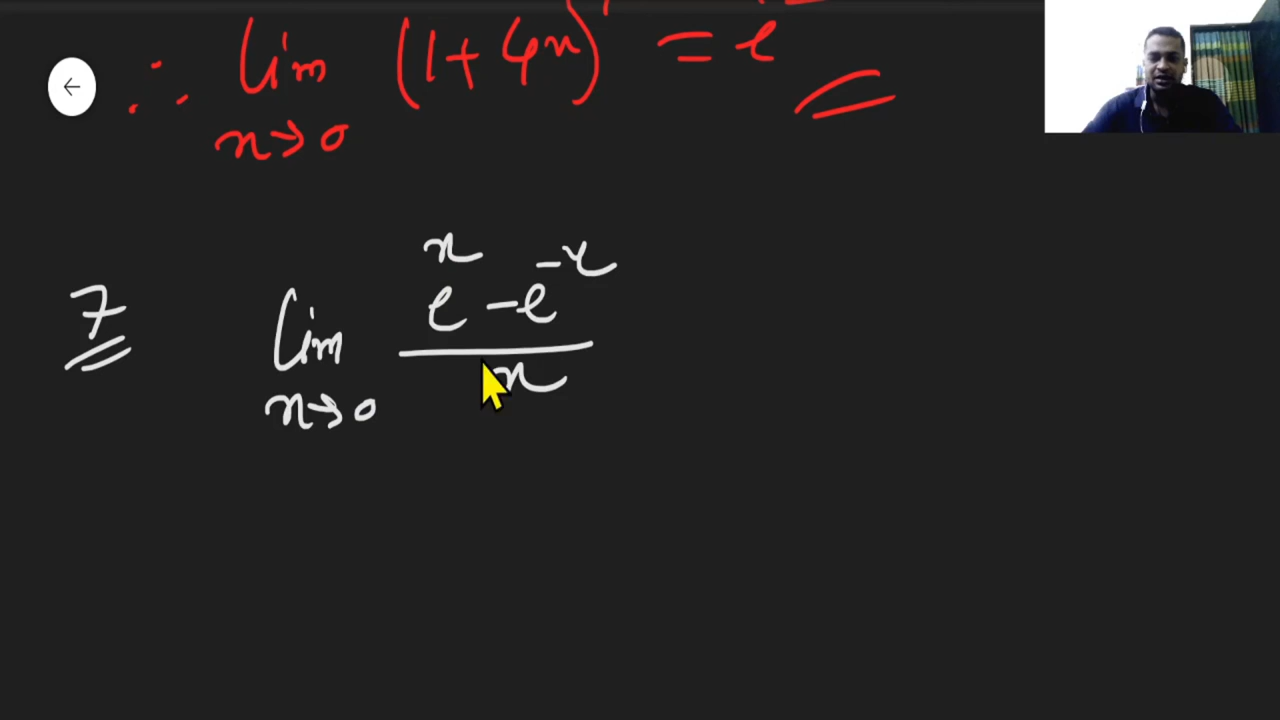 ∴ lim (1+4x) = e
x→0
7 lim (e^x - e^-x)/x
x→0